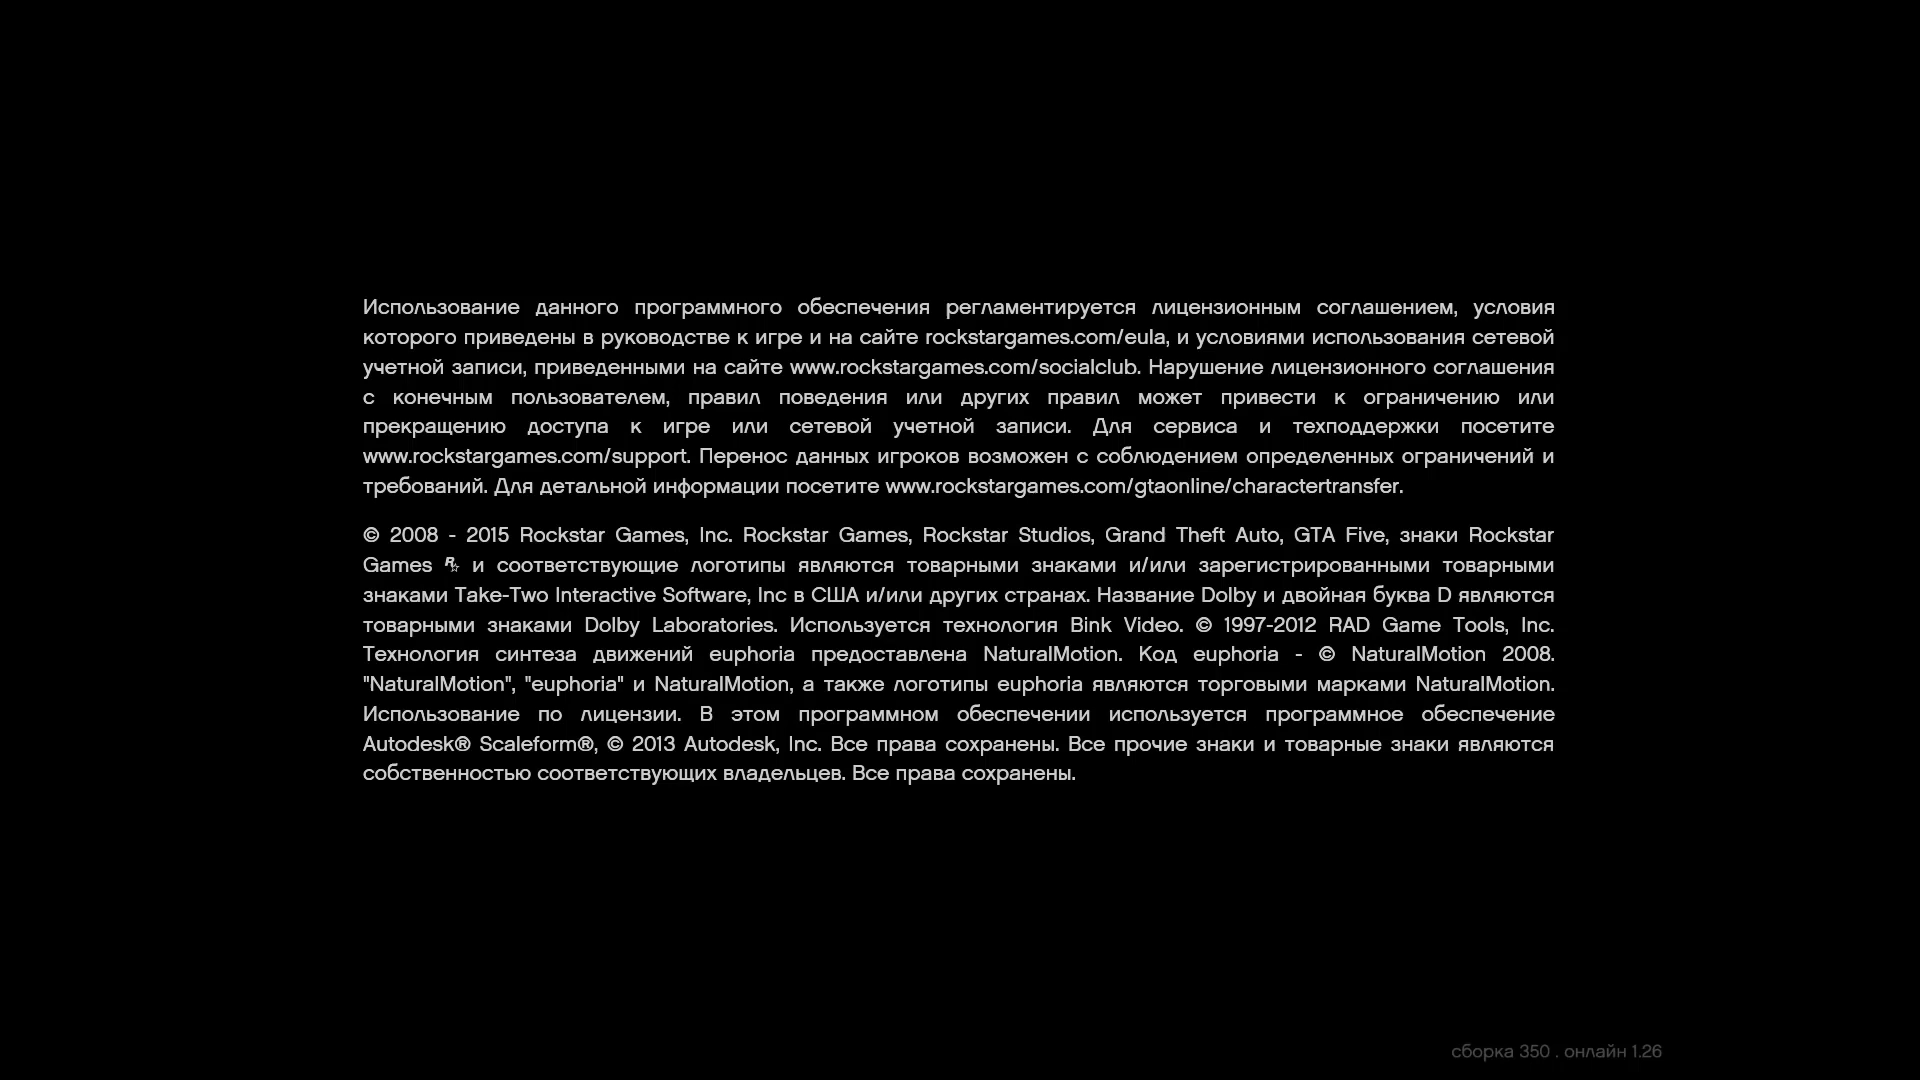 Использование данного программного обеспечения регламентируется лицензионным соглашением, условия
которого приведены в руководстве к игре и на сайте rockstargames.com/eula, и условиями использования сетевой
учетной записи, приведенными на сайте www.rockstargames.com/socialclub. Нарушение лицензионного соглашения
с конечным пользователем, правил поведения или других правил может привести к ограничению или
прекращению доступа к игре или сетевой учетной записи. Для сервиса и техподдержки посетите
www.rockstargames.com/support. Перенос данных игроков возможен с соблюдением определенных ограничений и
требований. Для детальной информации посетите www.rockstargames.com/gtaonline/charactertransfer.
© 2008 - 2015 Rockstar Games, Inc. Rockstar Games, Rockstar Studios, Grand Theft Auto, GTA Five, знаки Rockstar
Games R☆ и соответствующие логотипы являются товарными знаками и/или зарегистрированными товарными
знаками Take-Two Interactive Software, Inc в США и/или других странах. Название Dolby и двойная буква D являются
товарными знаками Dolby Laboratories. Используется технология Bink Video. © 1997-2012 RAD Game Tools, Inc.
Технология синтеза движений euphoria предоставлена NaturalMotion. Код euphoria - © NaturalMotion 2008.
"NaturalMotion", "euphoria" и NaturalMotion, а также логотипы euphoria являются торговыми марками NaturalMotion.
Использование по лицензии. В этом программном обеспечении используется программное обеспечение
Autodesk® Scaleform®, © 2013 Autodesk, Inc. Все права сохранены. Все прочие знаки и товарные знаки являются
собственностью соответствующих владельцев. Все права сохранены.
сборка 350 . онлайн 1.26